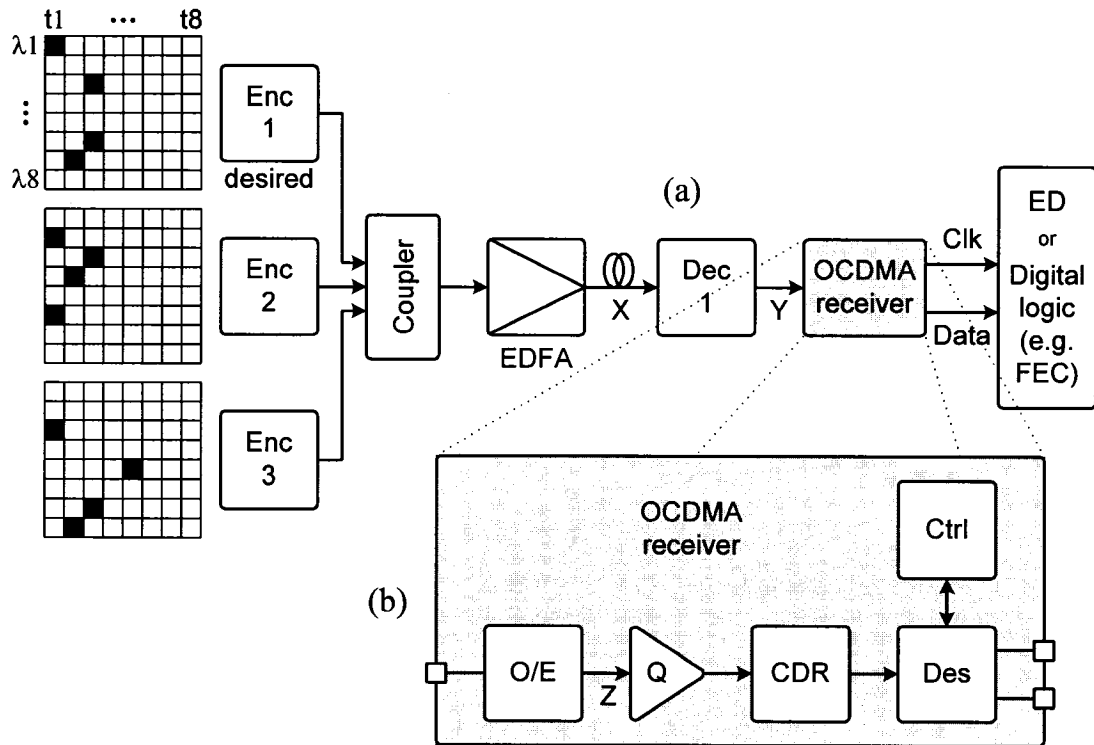 t1 ••• t8
λ1
•••
λ8
Enc
1
desired
Enc
2
Enc
3
Coupler
EDFA
X
(a)
Dec
1
Y
OCDMA
receiver
Clk
Data
ED
or
Digital
logic
(e.g.
FEC)
(b)
OCDMA
receiver
Ctrl
O/E
Z
Q
CDR
Des